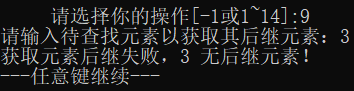 请选择你的操作[-1或1~14]:9
请输入待查找元素以获取其后继元素：3
获取元素后继失败，3 无后继元素！
---任意键继续---